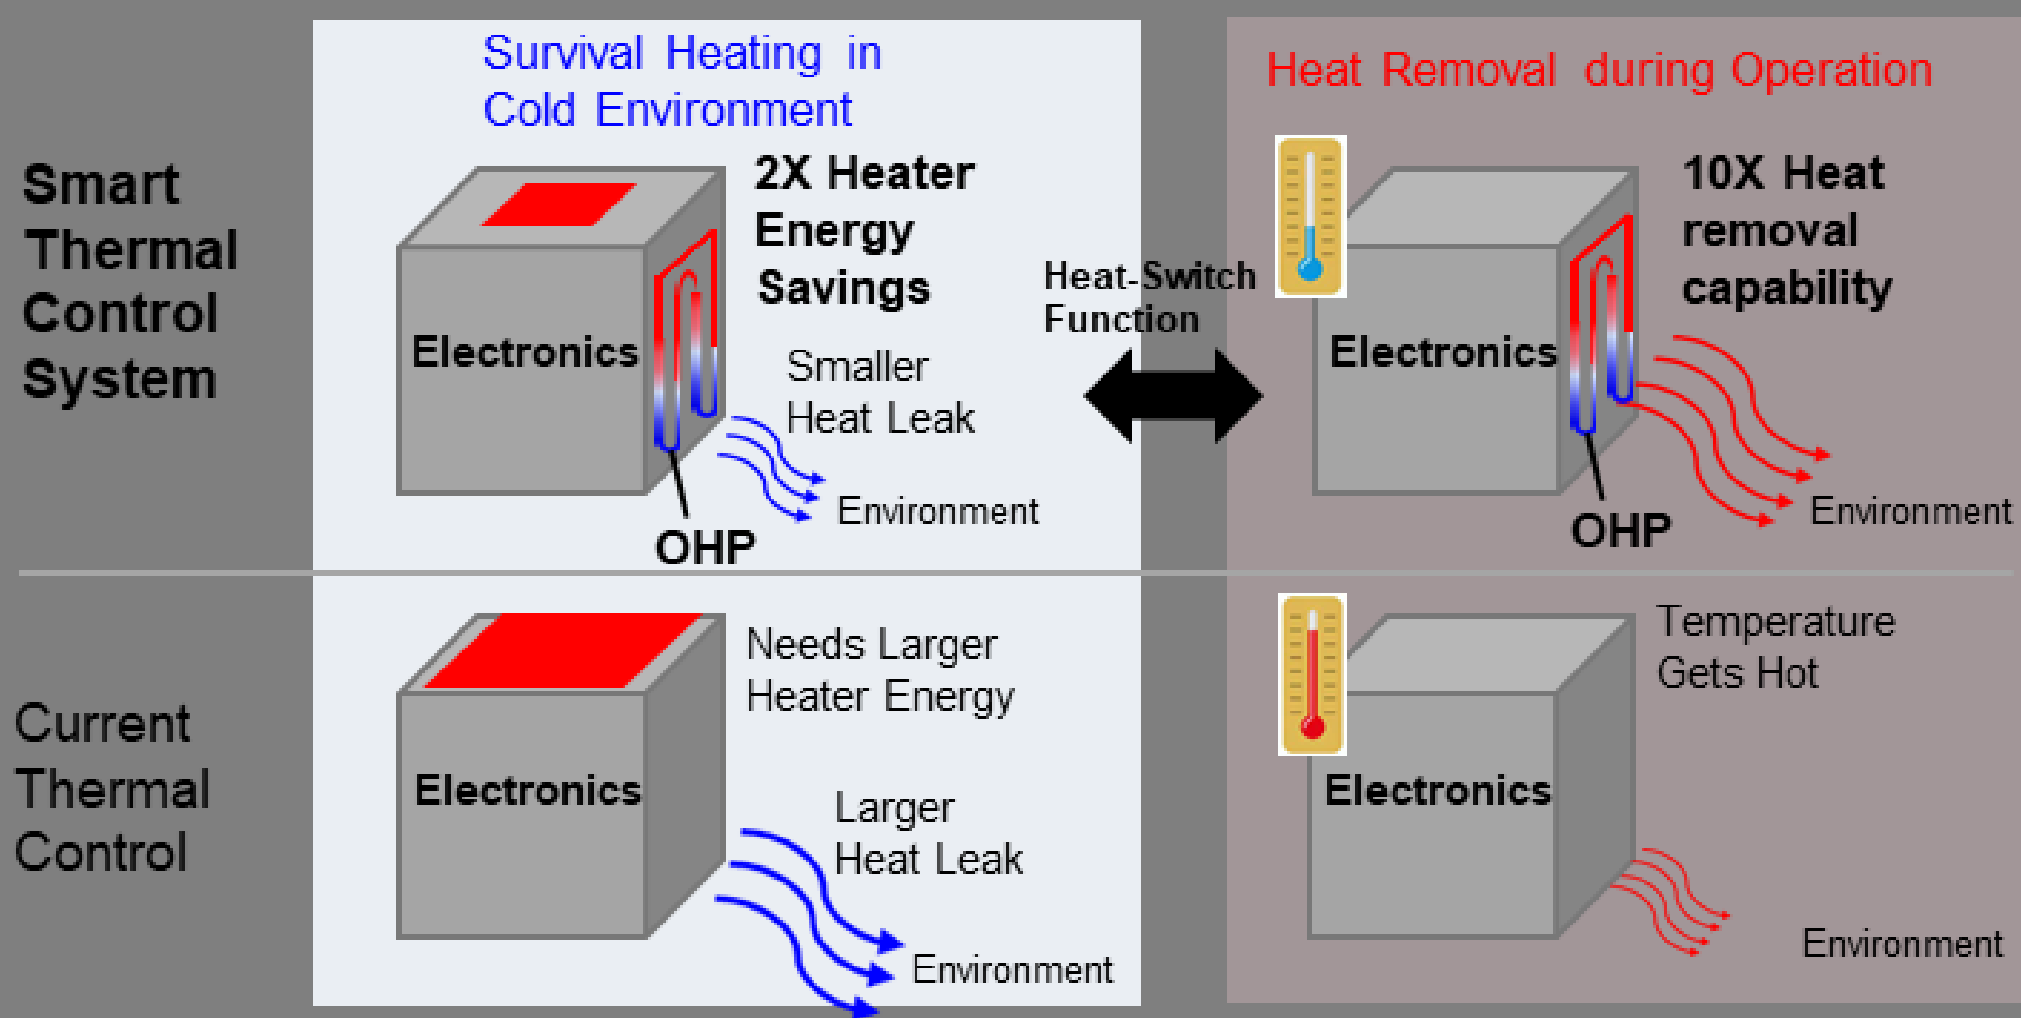 Survival Heating in
Cold Environment
Heat Removal during Operation
Smart
Thermal
Control
System
2X Heater
Energy
Savings
Electronics
Smaller
Heat Leak
Environment
OHP
Heat-Switch
Function
10X Heat
removal
capability
Electronics
Environment
OHP
Current
Thermal
Control
Needs Larger
Heater Energy
Electronics
Larger
Heat Leak
Environment
Temperature
Gets Hot
Electronics
Environment